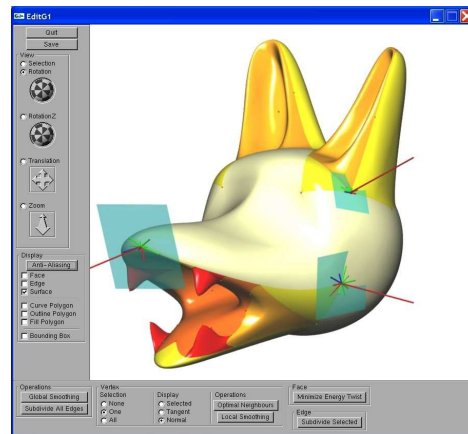 EditG1
Quit
Save
View
Selection
Rotation
RotationZ
Translation
Zoom
Display
Anti-Aliasing
Face
Edge
Surface
Curve Polygon
Outline Polygon
Fill Polygon
Bounding Box
Operations
Global Smoothing
Subdivide All Edges
Vertex
Selection
None
One
All
Display
Selected
Tangent
Normal
Operations
Optimal Neighbours
Local Smoothing
Face
Minimize Energy Twist
Edge
Subdivide Selected